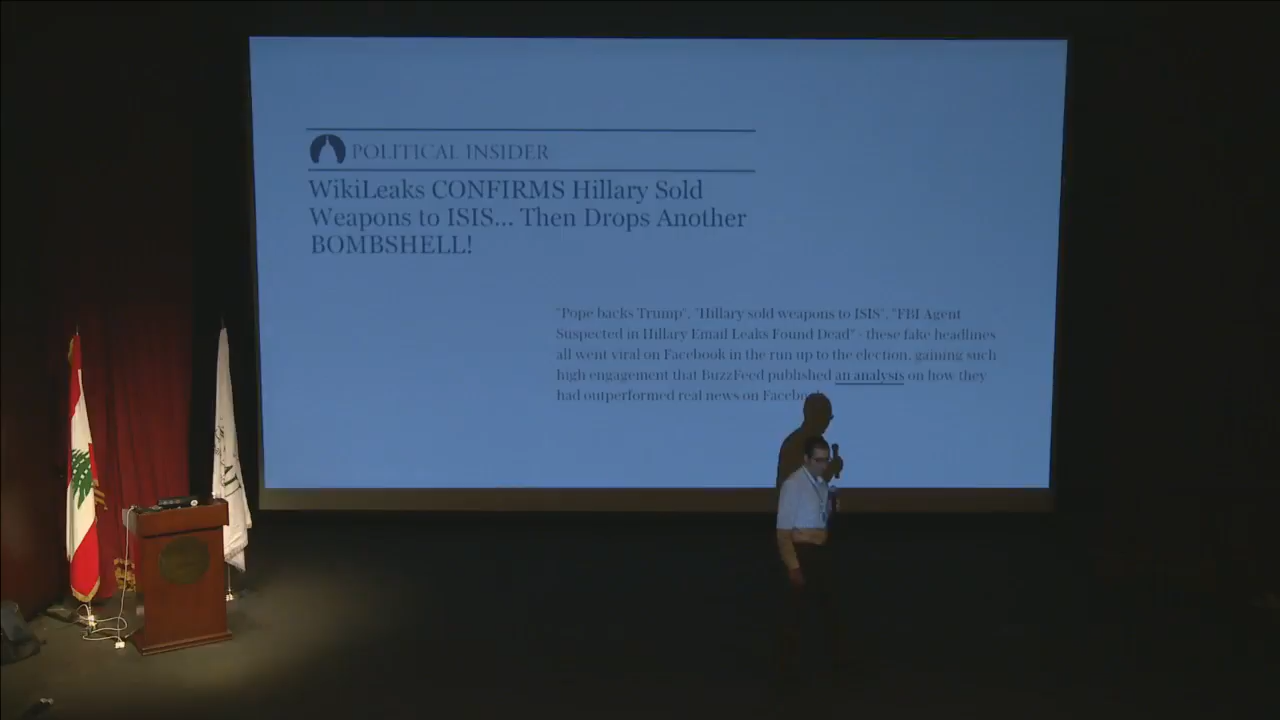 POLITICAL INSIDER
WikiLeaks CONFIRMS Hillary Sold
Weapons to ISIS... Then Drops Another
BOMBSHELL!
"Pope backs Trump", "Hillary sold weapons to ISIS", "FBI Agent
Suspected in Hillary Email Leaks Found Dead" - these fake headlines
all went viral on Facebook in the run up to the election, gaining such
high engagement that BuzzFeed published an analysis on how they
had outperformed real news on